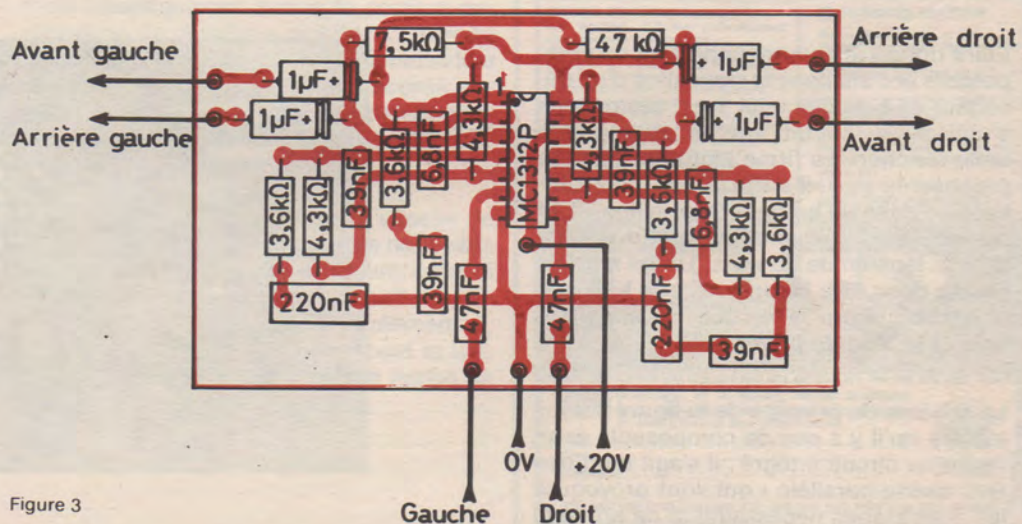 Avant gauche
Arrière gauche
Arrière droit
Avant droit
7,5kΩ
47 kΩ
1µF+
1µF+
+ 1µF
+ 1µF
1
MC1312P
3,6kΩ
4,3kΩ
39nF
3,6kΩ
6,8nF
4,3kΩ
4,3kΩ
39nF
3,6kΩ
6,8nF
4,3kΩ
3,6kΩ
220nF
39nF
47nF
47nF
220nF
39nF
0V
+20V
Figure 3
Gauche
Droit